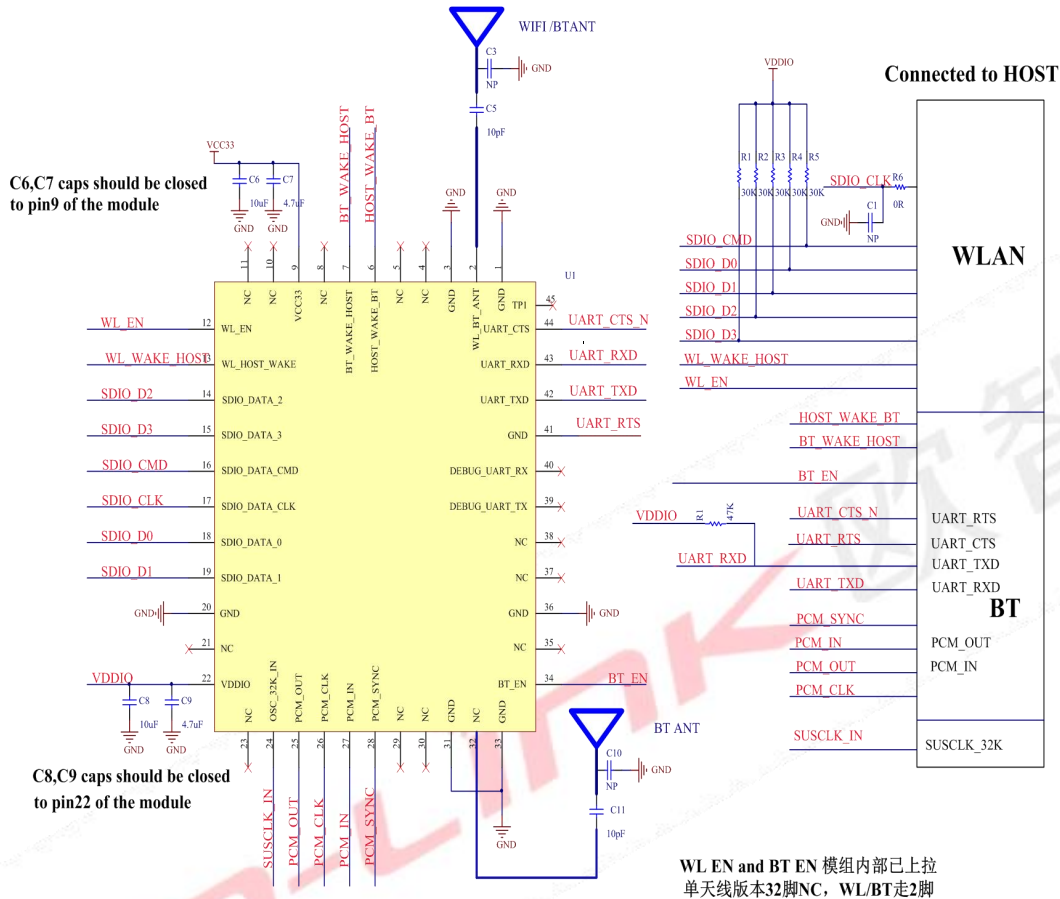 WIFI /BTANT
C3
GND
NP
C5
10pF
VDDIO
Connected to HOST
VCC33
C6
C7
10uF
4.7uF
GND
GND
C6,C7 caps should be closed
to pin9 of the module
BT_WAKE_HOST
HOST_WAKE_BT
GND
GND
R1
R2
R3
R4
R5
30K
30K
30K
30K
30K
SDIO_CLK
R6
0R
GND
C1
NP
SDIO_CMD
SDIO_D0
SDIO_D1
SDIO_D2
SDIO_D3
WL_WAKE_HOST
WL_EN
WLAN
11
10
9
8
7
6
5
4
3
2
1
U1
NC
NC
VCC33
NC
BT_WAKE_HOST
HOST_WAKE_BT
NC
NC
GND
WL_BT_ANT
GND
TP1
45
WL_EN
12
WL_EN
UART_CTS
44
UART_CTS_N
WL_WAKE_HOST
13
WL_HOST_WAKE
UART_RXD
43
UART_RXD
SDIO_D2
14
SDIO_DATA_2
UART_TXD
42
UART_TXD
SDIO_D3
15
SDIO_DATA_3
GND
41
UART_RTS
SDIO_CMD
16
SDIO_DATA_CMD
DEBUG_UART_RX
40
SDIO_CLK
17
SDIO_DATA_CLK
DEBUG_UART_TX
39
SDIO_D0
18
SDIO_DATA_0
NC
38
SDIO_D1
19
SDIO_DATA_1
NC
37
GND
20
GND
GND
36
GND
21
NC
NC
35
VDDIO
22
VDDIO
BT_EN
34
BT_EN
C8
C9
10uF
4.7uF
GND
GND
C8,C9 caps should be closed
to pin22 of the module
NC
OSC_32K_IN
PCM_OUT
PCM_CLK
PCM_IN
PCM_SYNC
NC
NC
GND
NC
GND
23
24
25
26
27
28
29
30
31
32
33
SUSCLK_IN
PCM_OUT
PCM_CLK
PCM_IN
PCM_SYNC
GND
BT ANT
C10
GND
NP
C11
10pF
HOST_WAKE_BT
BT_WAKE_HOST
BT_EN
VDDIO
R1
47K
UART_CTS_N
UART_RTS
UART_RTS
UART_CTS
UART RXD
UART_TXD
UART_TXD
UART_RXD
BT
PCM_SYNC
PCM_IN
PCM_OUT
PCM_OUT
PCM_IN
PCM_CLK
SUSCLK_IN
SUSCLK_32K
WL EN and BT EN 模组内部已上拉
单天线版本32脚NC，WL/BT走2脚
欧智
-LINK